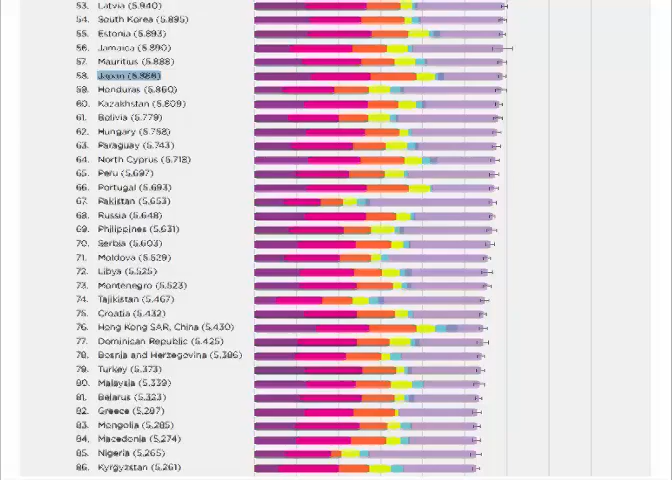 53. Latvia (5.940)
54. South Korea (5.895)
55. Estonia (5.893)
56. Jamaica (5.890)
57. Mauritius (5.888)
58. Japan (5.886)
59. Honduras (5.860)
60. Kazakhstan (5.809)
61. Bolivia (5.779)
62. Hungary (5.758)
63. Paraguay (5.743)
64. North Cyprus (5.718)
65. Peru (5.697)
66. Portugal (5.693)
67. Pakistan (5.653)
68. Russia (5.648)
69. Philippines (5.631)
70. Serbia (5.603)
71. Moldova (5.529)
72. Libya (5.525)
73. Montenegro (5.523)
74. Tajikistan (5.467)
75. Croatia (5.432)
76. Hong Kong SAR, China (5.430)
77. Dominican Republic (5.425)
78. Bosnia and Herzegovina (5.386)
79. Turkey (5.373)
80. Malaysia (5.339)
81. Belarus (5.323)
82. Greece (5.287)
83. Mongolia (5.285)
84. Macedonia (5.274)
85. Nigeria (5.265)
86. Kyrgyzstan (5.261)